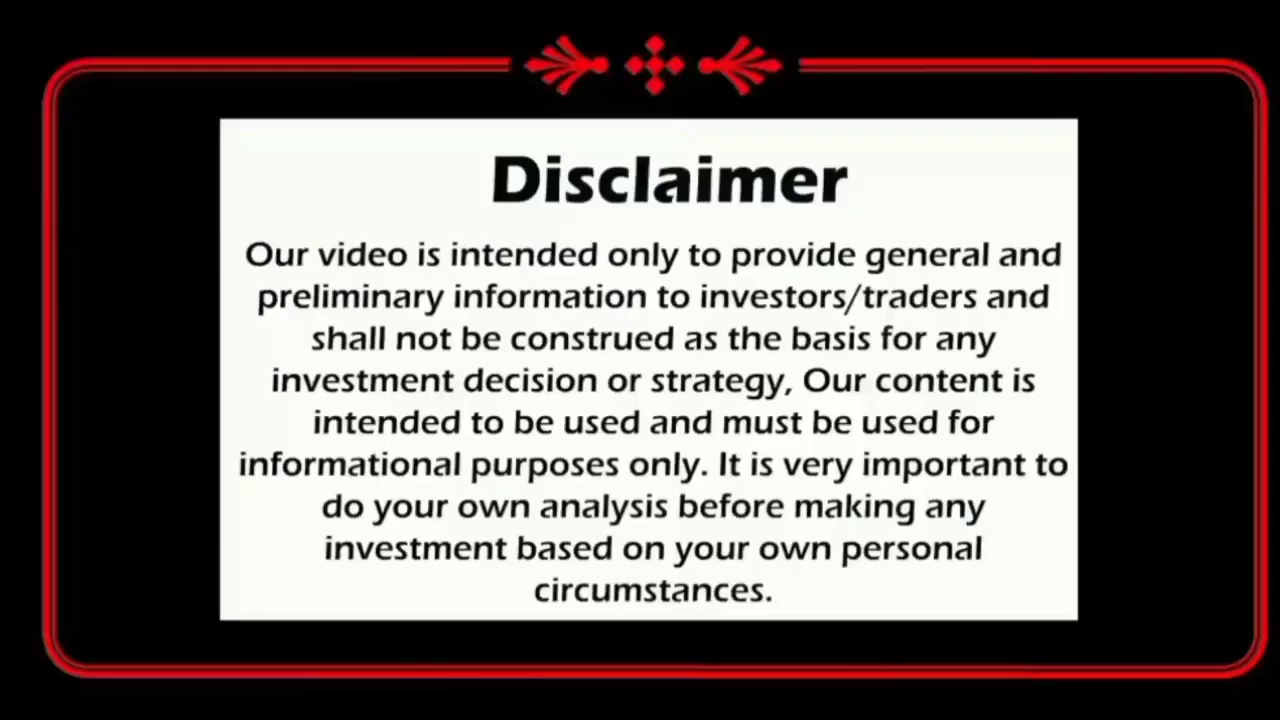 Disclaimer
Our video is intended only to provide general and
preliminary information to investors/traders and
shall not be construed as the basis for any
investment decision or strategy, Our content is
intended to be used and must be used for
informational purposes only. It is very important to
do your own analysis before making any
investment based on your own personal
circumstances.